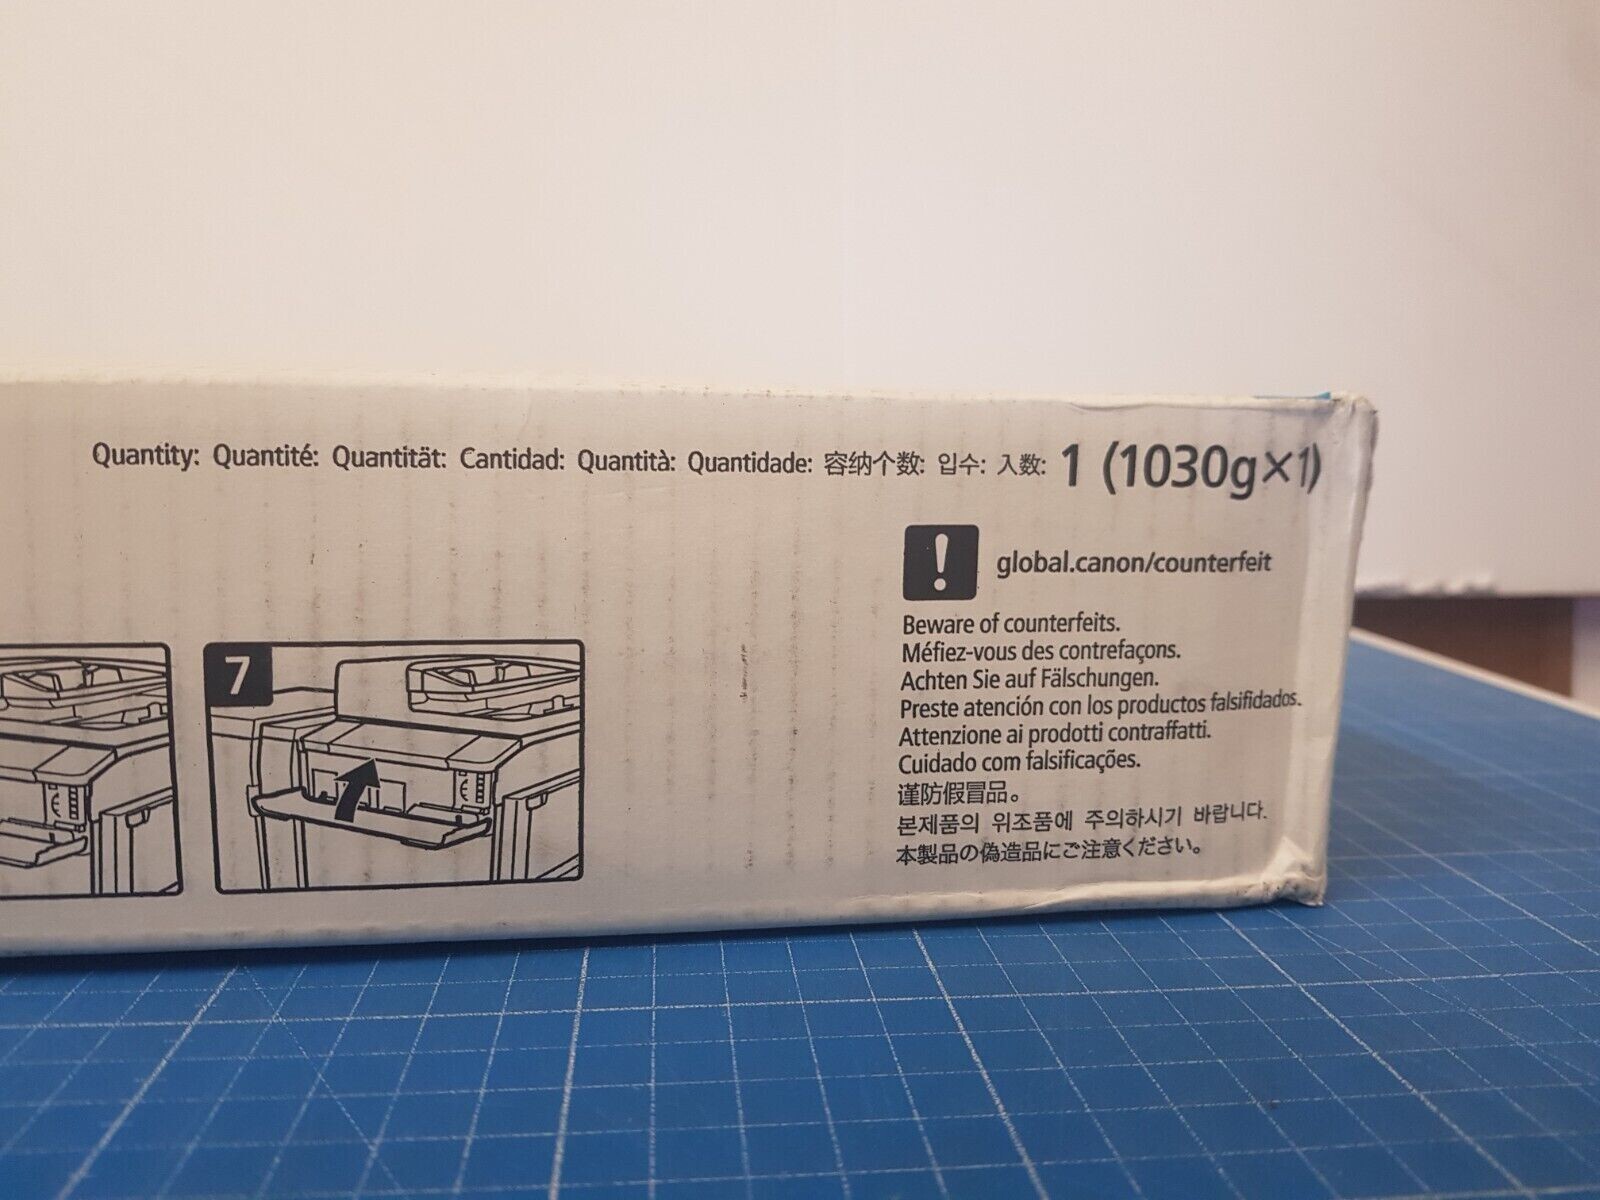 Quantity: Quantité: Quantität: Cantidad: Quantità: Quantidade: 容纳个数: 입수: 入数: 1 (1030g×1)
global.canon/counterfeit
Beware of counterfeits.
Méfiez-vous des contrefaçons.
Achten Sie auf Fälschungen.
Preste atención con los productos falsifidados.
Attenzione ai prodotti contraffatti.
Cuidado com falsificações.
谨防假冒品。
본제품의 위조품에 주의하시기 바랍니다.
本製品の偽造品にご注意ください。
7